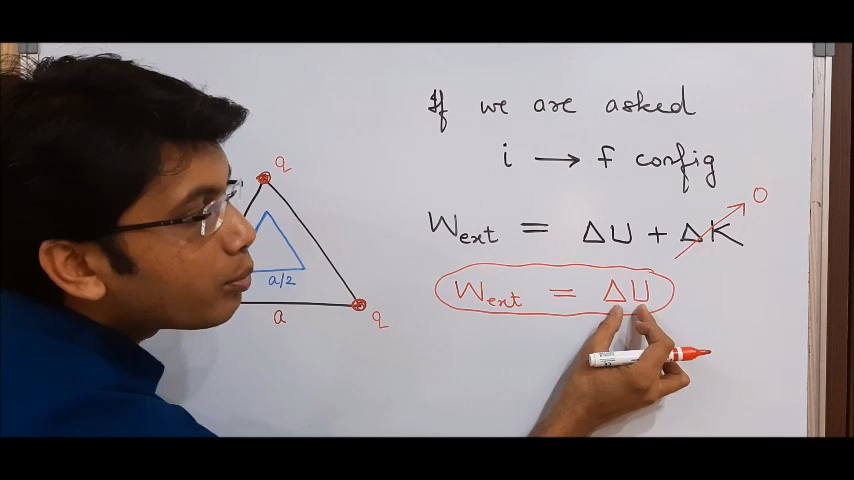 If we are asked
i → f config
Wext = ΔU + ΔK 0
Wext = ΔU
q
a/2
a
q